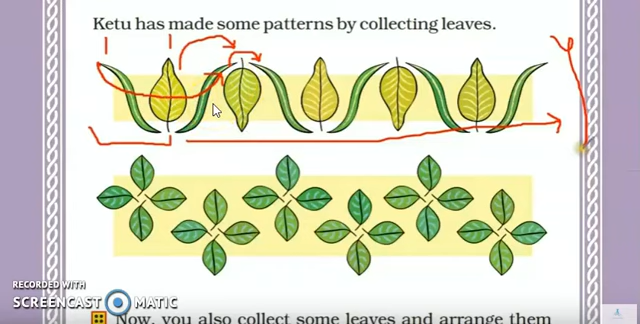 Ketu has made some patterns by collecting leaves.
RECORDED WITH
SCREENCAST MATIC
Now, you also collect some leaves and arrange them